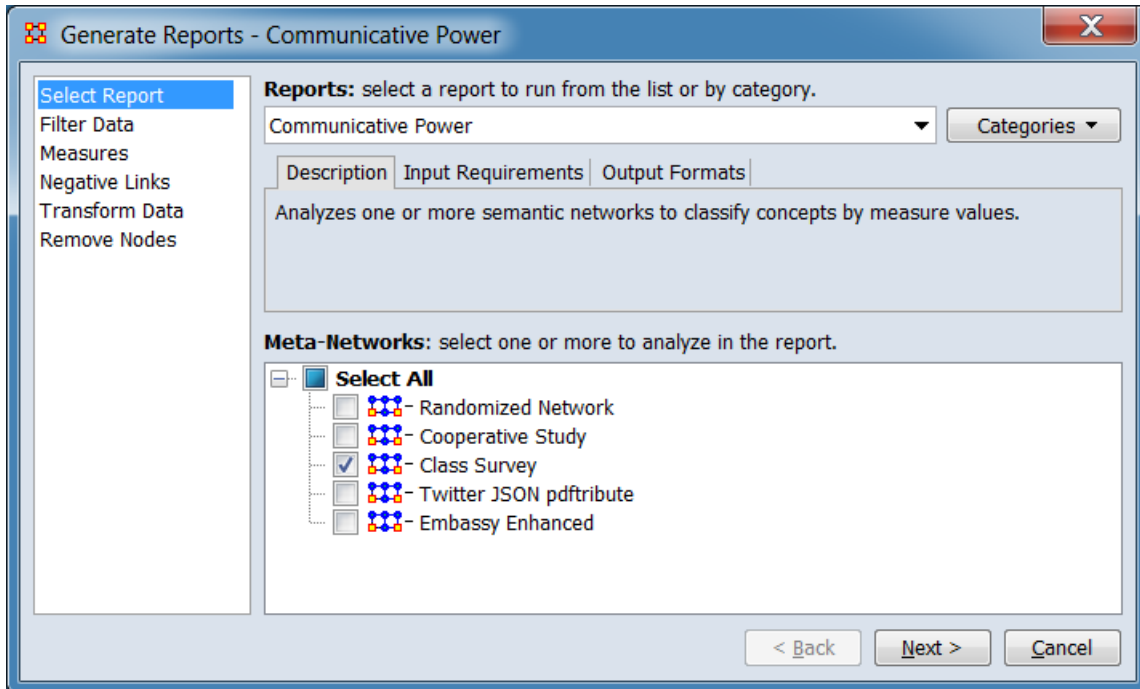 Generate Reports - Communicative Power
X
Select Report
Filter Data
Measures
Negative Links
Transform Data
Remove Nodes
Reports: select a report to run from the list or by category.
Communicative Power
Categories
Description Input Requirements Output Formats
Analyzes one or more semantic networks to classify concepts by measure values.
Meta-Networks: select one or more to analyze in the report.
Select All
Randomized Network
Cooperative Study
Class Survey
Twitter JSON pdftribute
Embassy Enhanced
< Back Next > Cancel